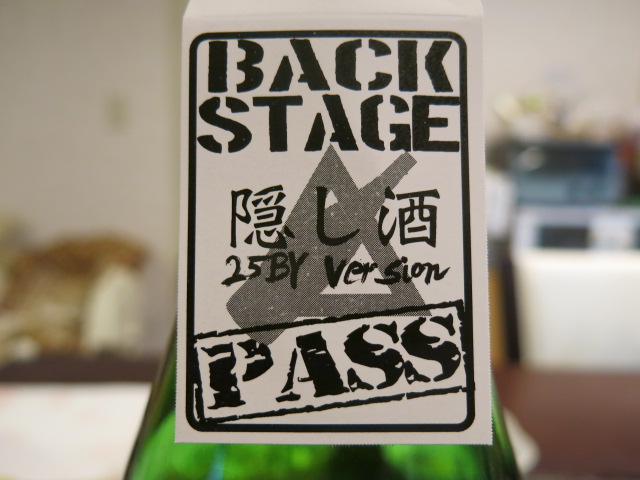 BACK
STAGE
隠し酒
25BY Version
PASS